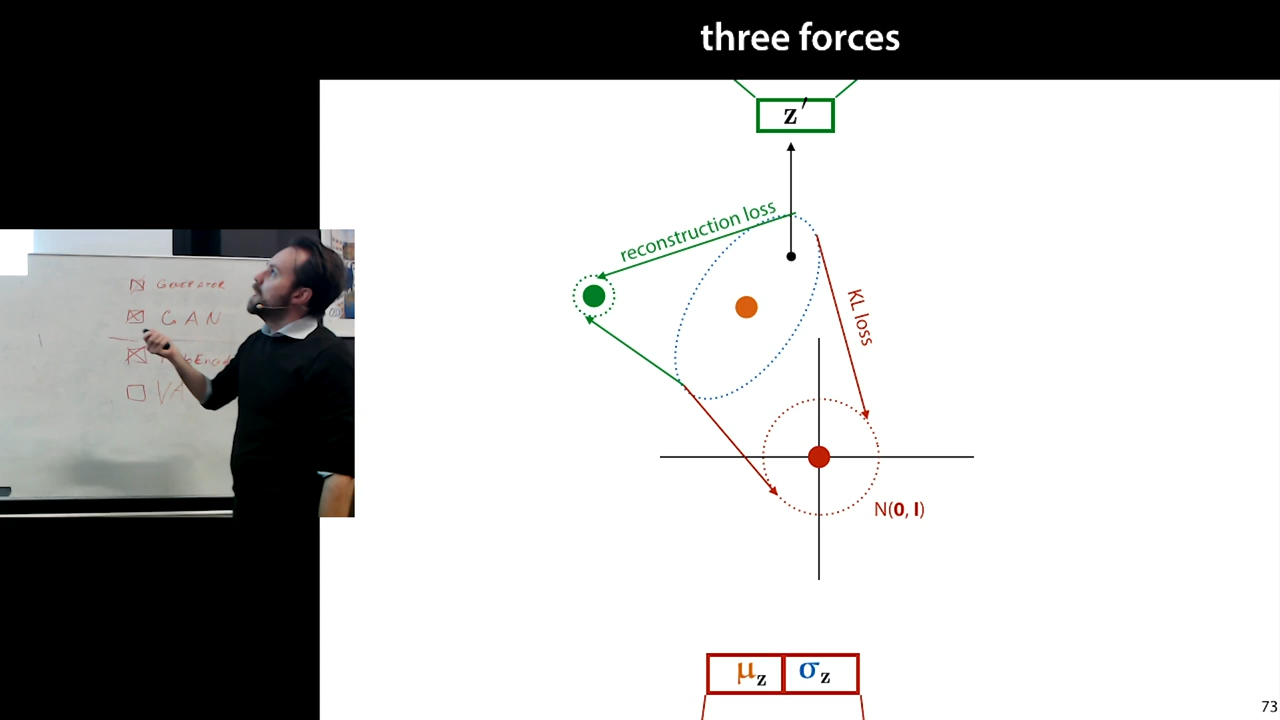 three forces
z′
reconstruction loss
KL loss
N(0, I)
μz σz
73
GENERATOR
GAN